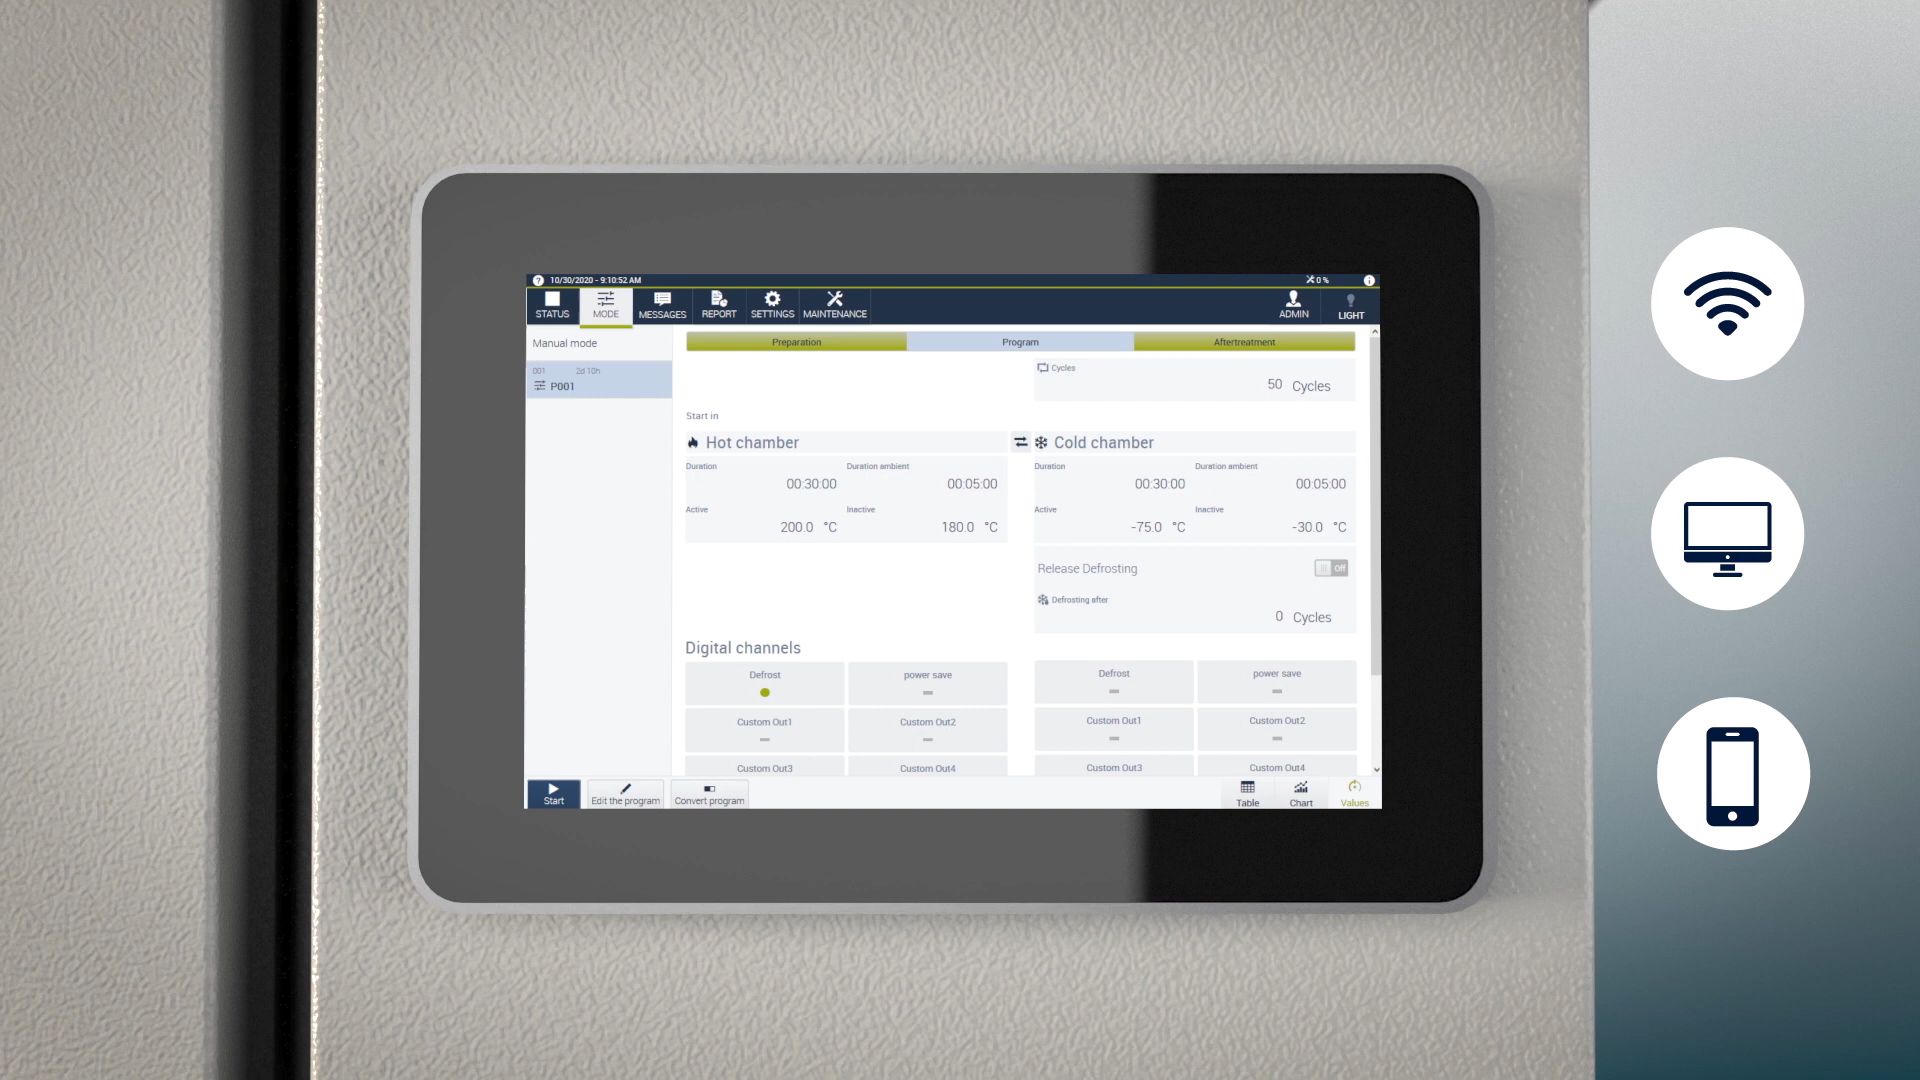 10/30/2020 - 9:10:52 AM
0 %
STATUS
MODE
MESSAGES
REPORT
SETTINGS
MAINTENANCE
ADMIN
LIGHT
Manual mode
001 2d 10h
P001
Preparation
Program
Aftertreatment
Cycles
50 Cycles
Start in
Hot chamber
Cold chamber
Duration
Duration ambient
Duration
Duration ambient
00:30:00
00:05:00
00:30:00
00:05:00
Active
Inactive
Active
Inactive
200.0 °C
180.0 °C
-75.0 °C
-30.0 °C
Release Defrosting
Off
Defrosting after
0 Cycles
Digital channels
Defrost
power save
Defrost
power save
Custom Out1
Custom Out2
Custom Out1
Custom Out2
Custom Out3
Custom Out4
Custom Out3
Custom Out4
Start
Edit the program
Convert program
Table
Chart
Values